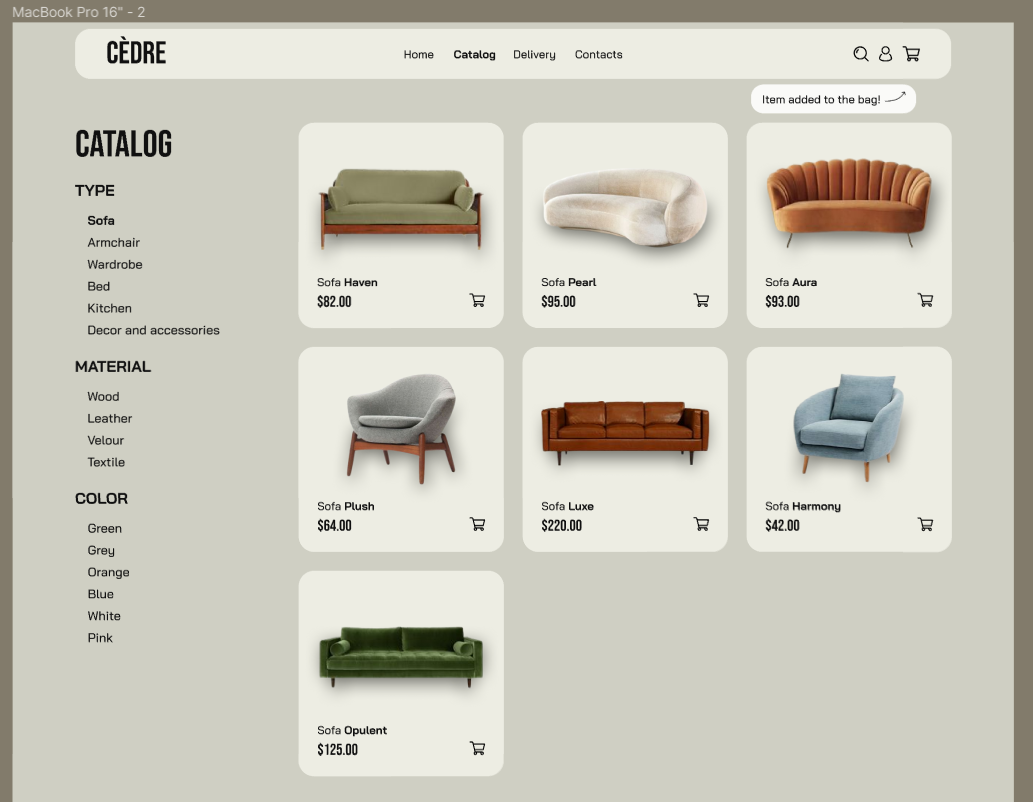 MacBook Pro 16" - 2
CÈDRE
Home Catalog Delivery Contacts
Item added to the bag!
CATALOG
TYPE
Sofa
Armchair
Wardrobe
Bed
Kitchen
Decor and accessories
MATERIAL
Wood
Leather
Velour
Textile
COLOR
Green
Grey
Orange
Blue
White
Pink
Sofa Haven
$82.00
Sofa Pearl
$95.00
Sofa Aura
$93.00
Sofa Plush
$64.00
Sofa Luxe
$220.00
Sofa Harmony
$42.00
Sofa Opulent
$125.00